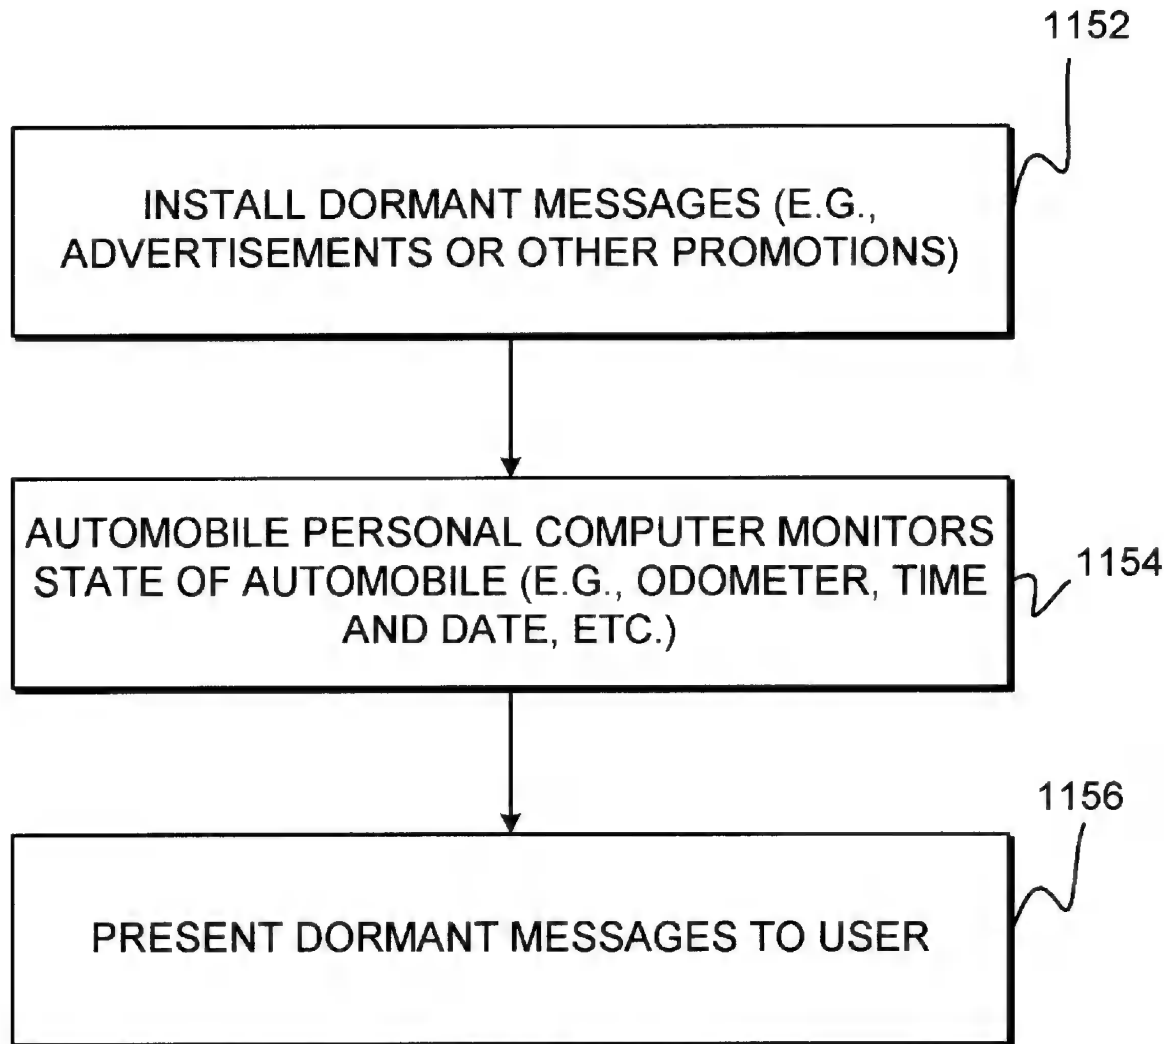 1152
INSTALL DORMANT MESSAGES (E.G.,
ADVERTISEMENTS OR OTHER PROMOTIONS)
AUTOMOBILE PERSONAL COMPUTER MONITORS
STATE OF AUTOMOBILE (E.G., ODOMETER, TIME
AND DATE, ETC.)
1154
1156
PRESENT DORMANT MESSAGES TO USER